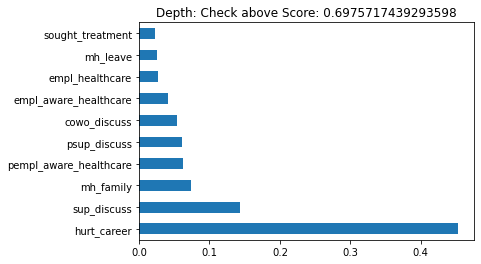 Depth: Check above Score: 0.6975717439293598
sought_treatment
mh_leave
empl_healthcare
empl_aware_healthcare
cowo_discuss
psup_discuss
pempl_aware_healthcare
mh_family
sup_discuss
hurt_career
0.0 0.1 0.2 0.3 0.4